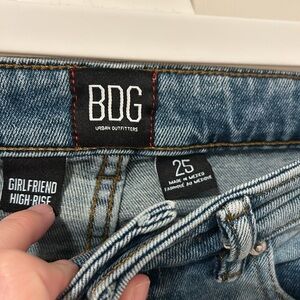 BDG
URBAN OUTFITTERS
25
MADE IN MEXICO
FABRIQUÉ AU MEXIQUE
GIRLFRIEND
HIGH-RISE